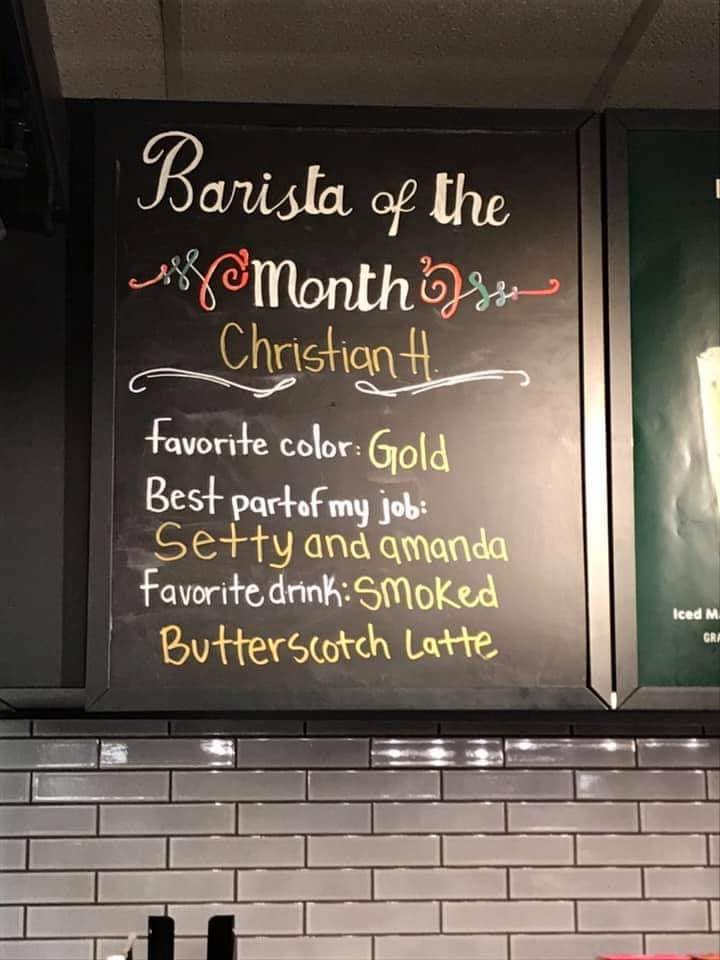 Barista of the
Month
Christian H.
favorite color: Gold
Best part of my job:
Setty and amanda
favorite drink: Smoked
Butterscotch Latte
Iced M
GRA